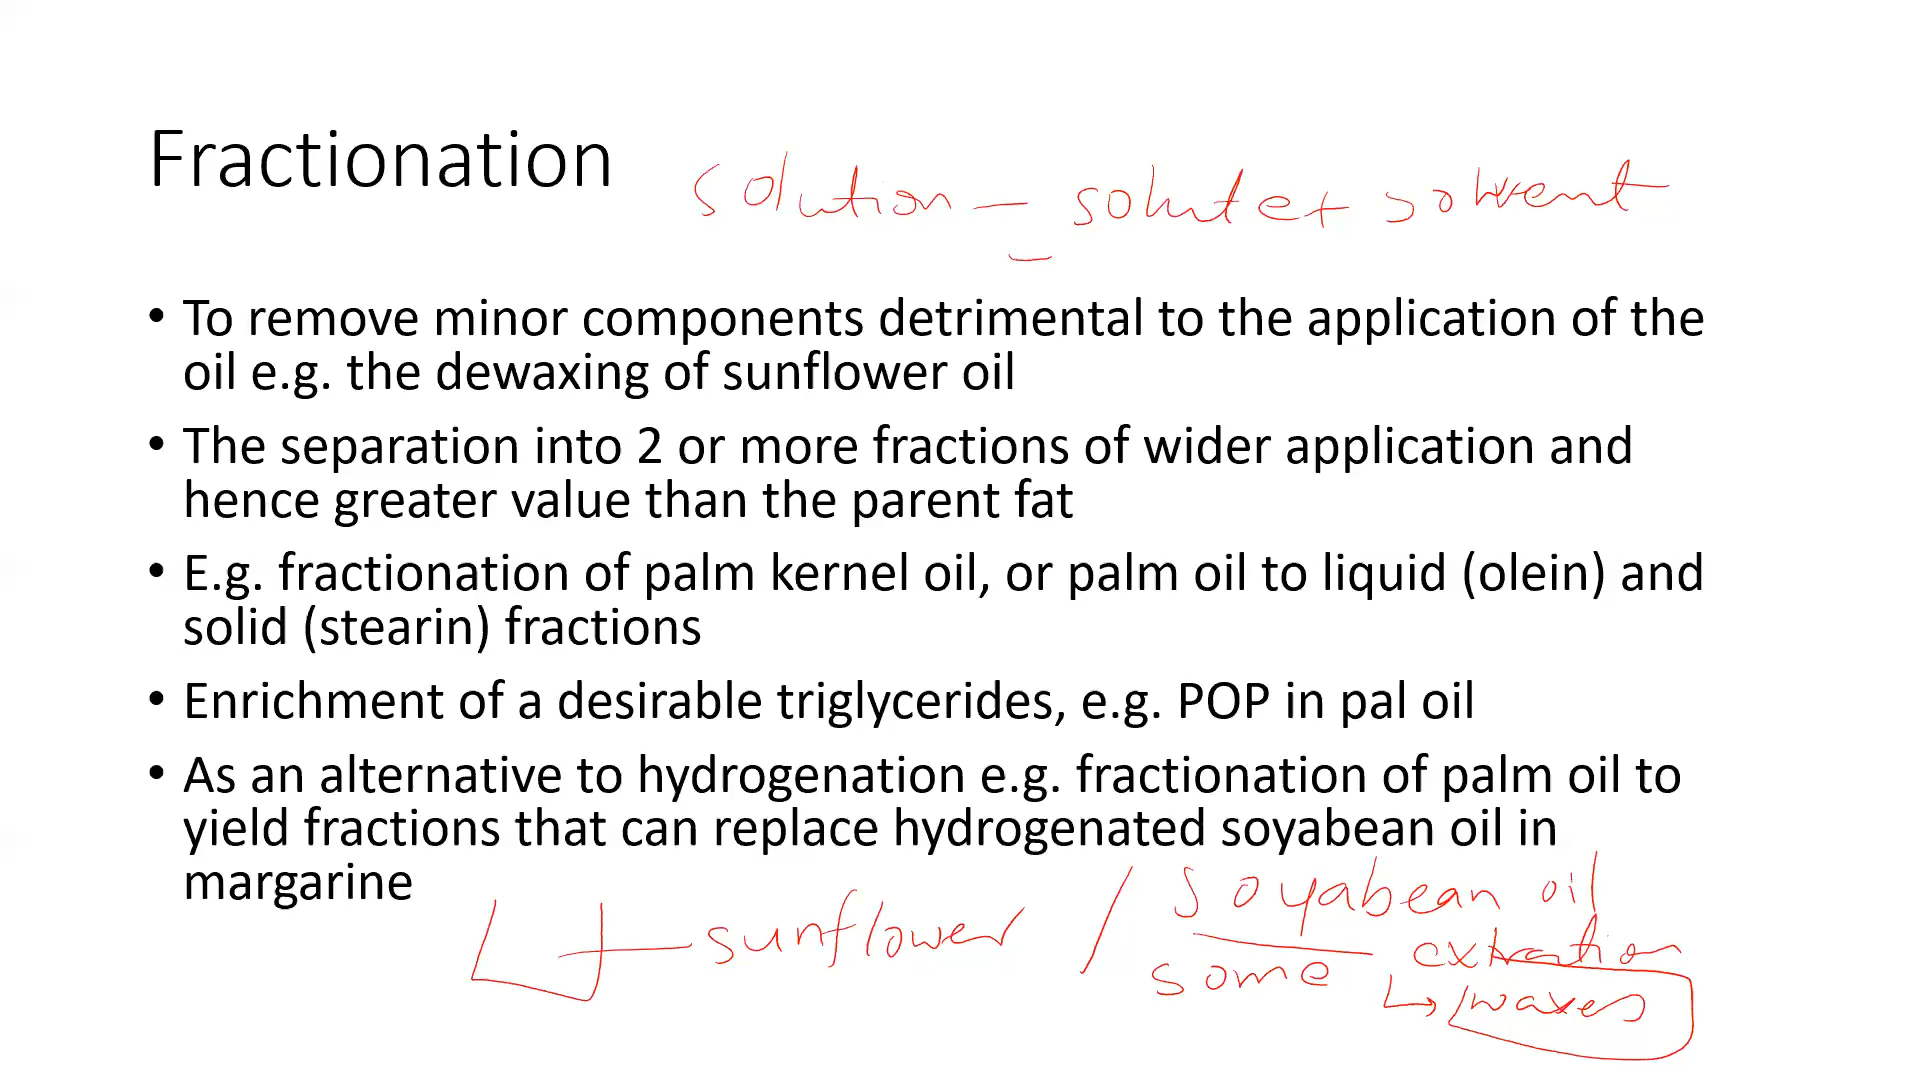 Fractionation
solution – solute + solvent
• To remove minor components detrimental to the application of the
oil e.g. the dewaxing of sunflower oil
• The separation into 2 or more fractions of wider application and
hence greater value than the parent fat
• E.g. fractionation of palm kernel oil, or palm oil to liquid (olein) and
solid (stearin) fractions
• Enrichment of a desirable triglycerides, e.g. POP in pal oil
• As an alternative to hydrogenation e.g. fractionation of palm oil to
yield fractions that can replace hydrogenated soyabean oil in
margarine
sunflower / soyabean oil
extraction
some
↳ waxes